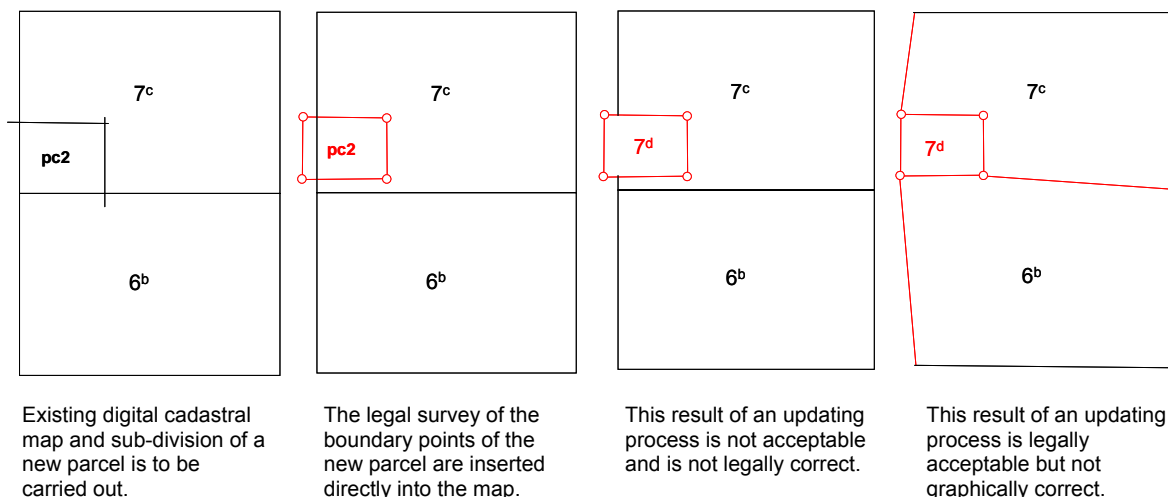 7ᶜ
pc2
6ᵇ
Existing digital cadastral
map and sub-division of a
new parcel is to be
carried out.
7ᶜ
pc2
6ᵇ
The legal survey of the
boundary points of the
new parcel are inserted
directly into the map.
7ᶜ
7ᵈ
6ᵇ
This result of an updating
process is not acceptable
and is not legally correct.
7ᶜ
7ᵈ
6ᵇ
This result of an updating
process is legally
acceptable but not
graphically correct.